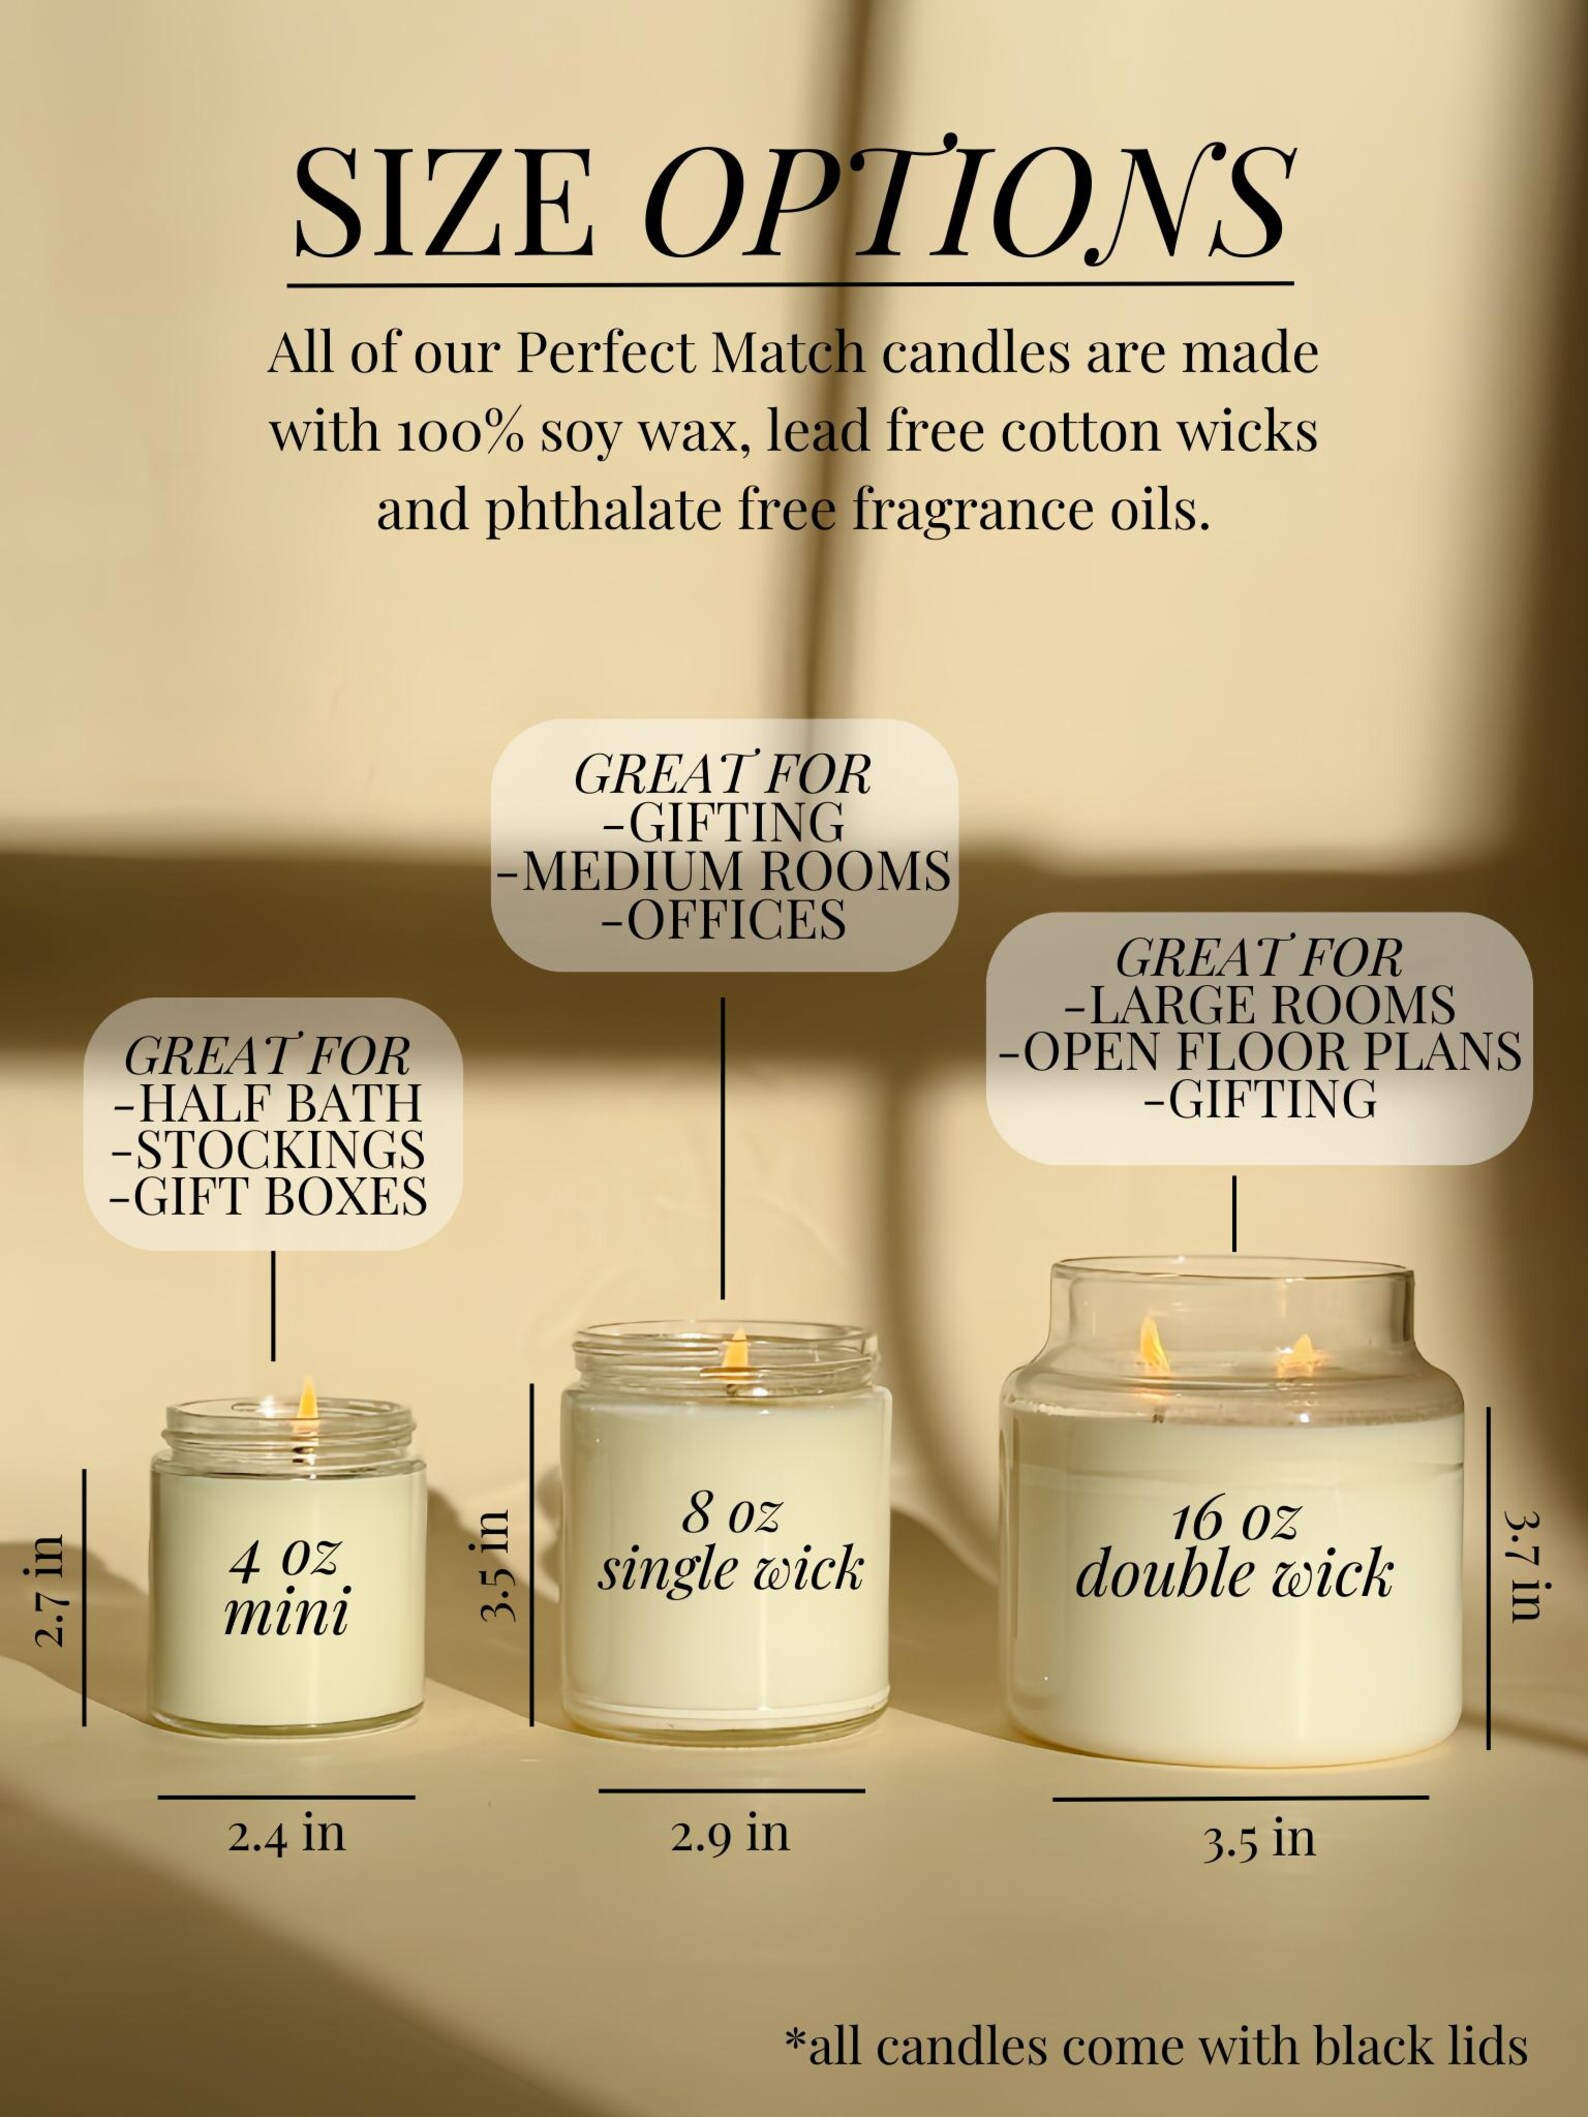 SIZE OPTIONS
All of our Perfect Match candles are made
with 100% soy wax, lead free cotton wicks
and phthalate free fragrance oils.
GREAT FOR
-GIFTING
-MEDIUM ROOMS
-OFFICES
GREAT FOR
-LARGE ROOMS
-OPEN FLOOR PLANS
-GIFTING
GREAT FOR
-HALF BATH
-STOCKINGS
-GIFT BOXES
2.7 in
4 oz
mini
2.4 in
3.5 in
8 oz
single wick
2.9 in
16 oz
double wick
3.7 in
3.5 in
*all candles come with black lids